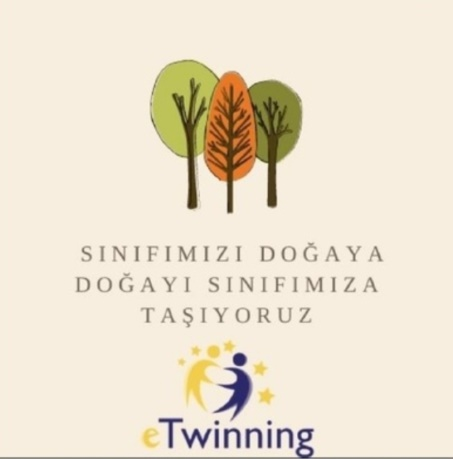 SINIFIMIZI DOĞAYA
DOĞAYI SINIFIMIZA
TAŞIYORUZ
eTwinning